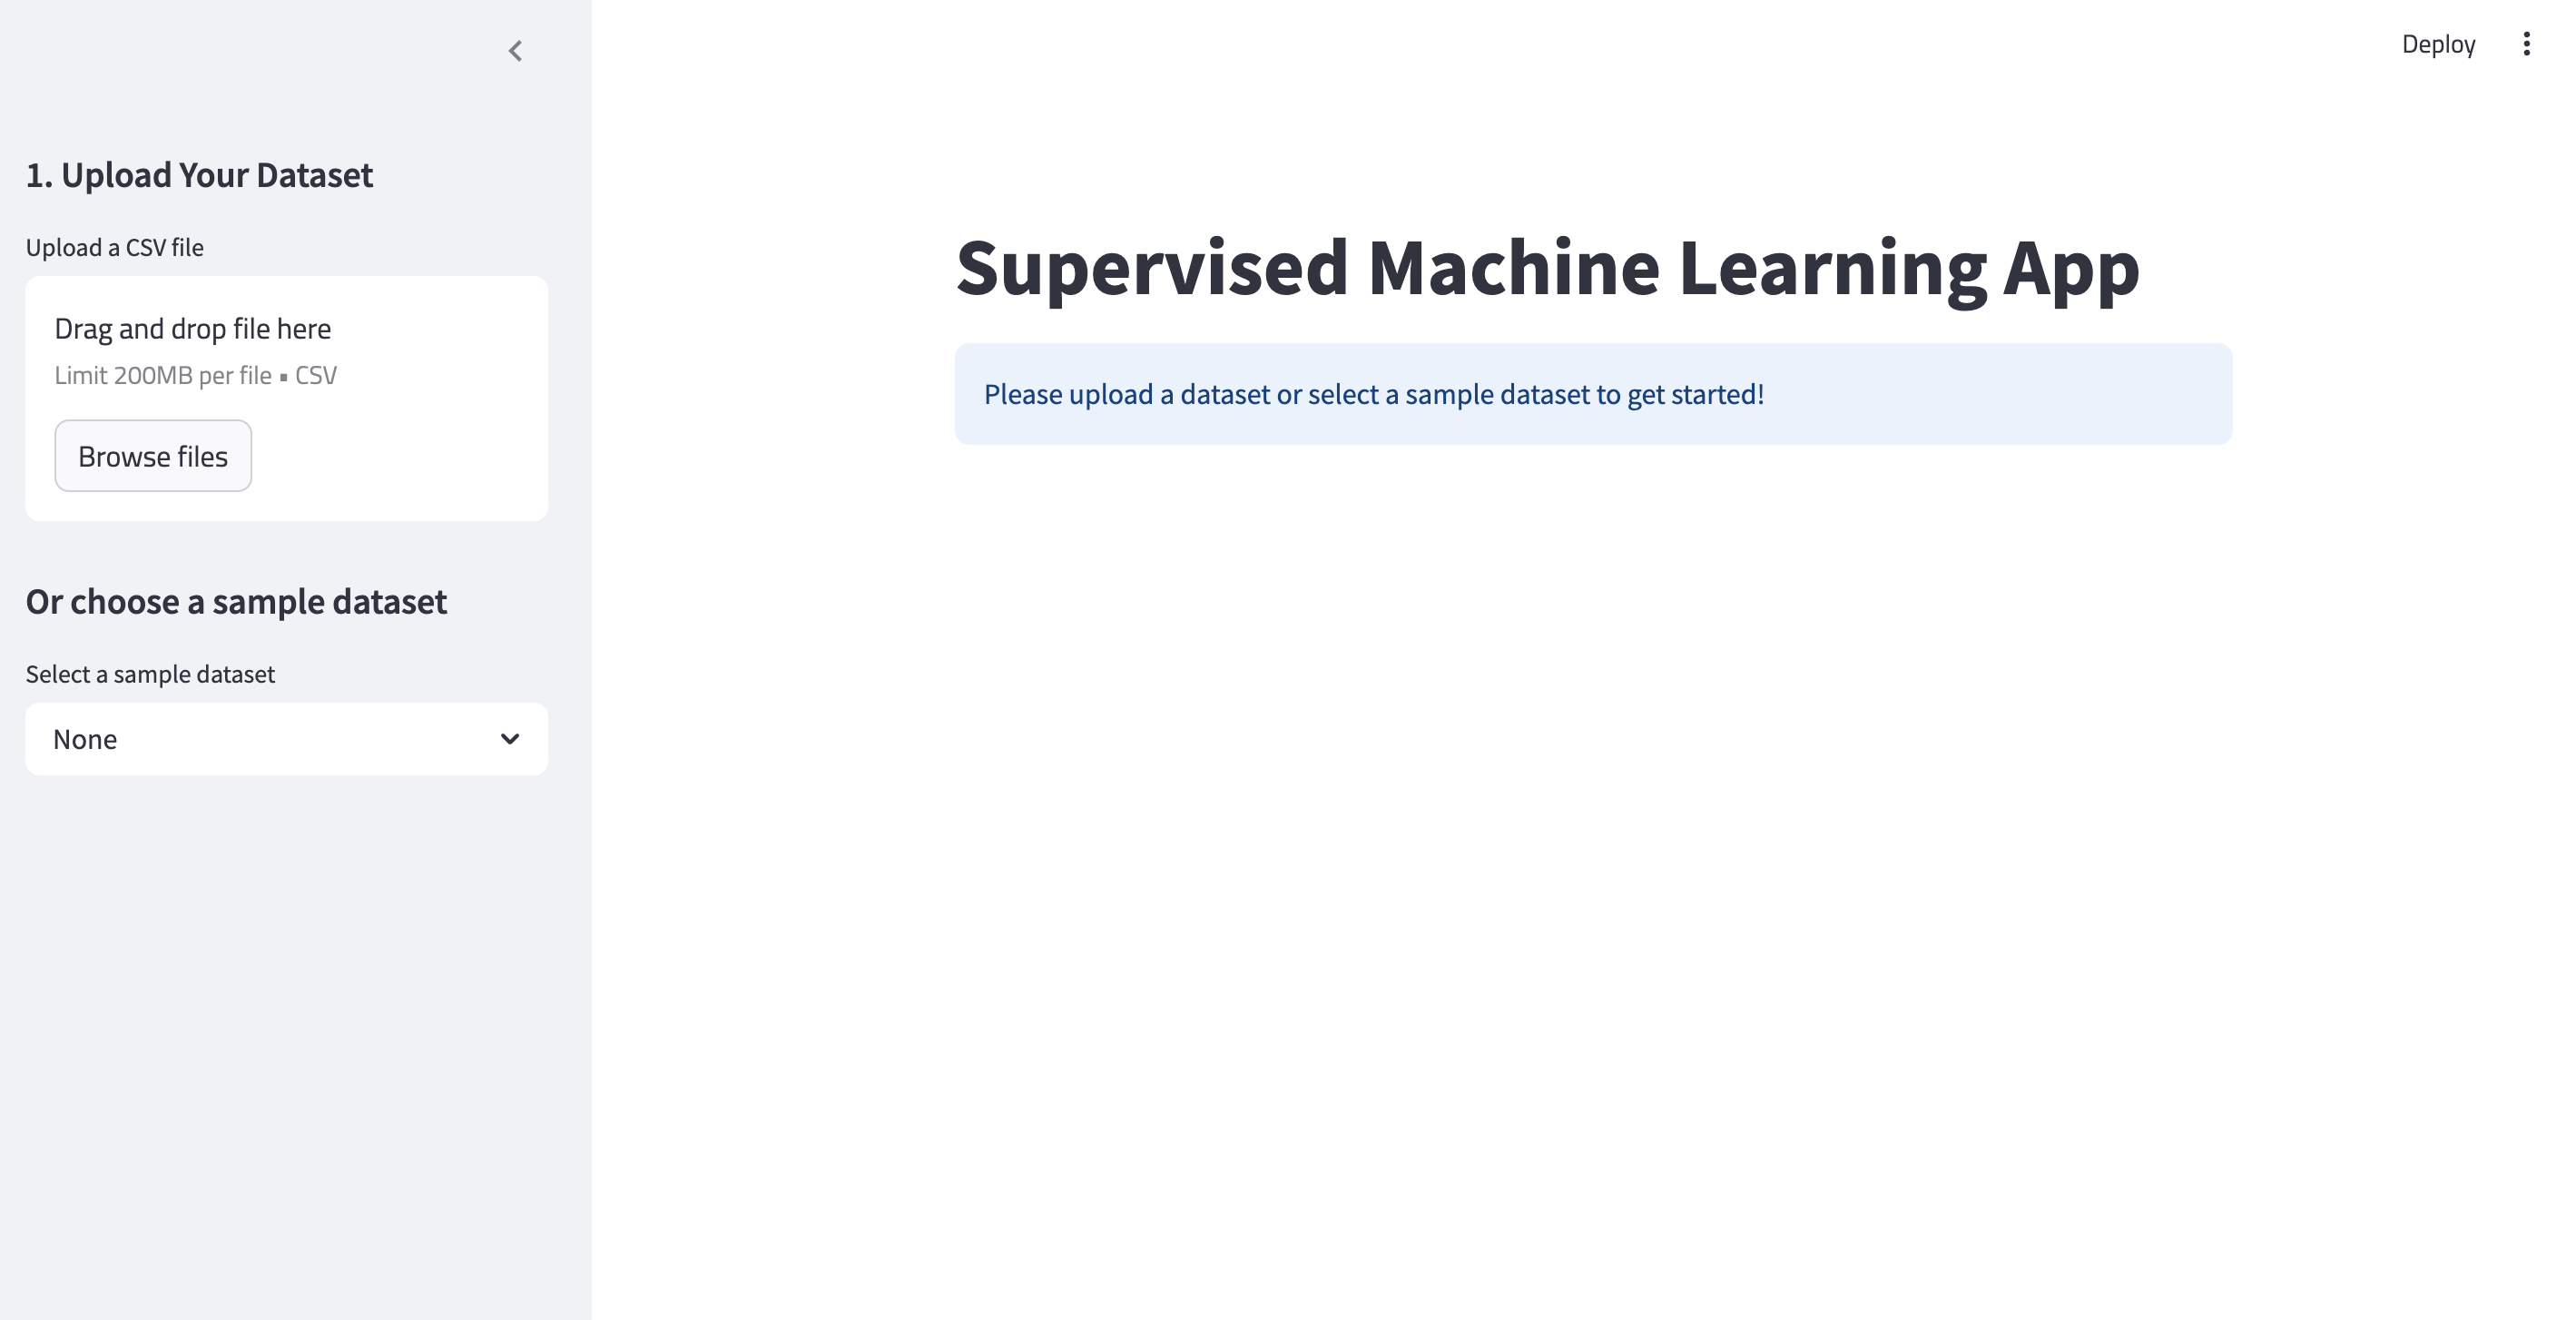 Deploy
1. Upload Your Dataset
Upload a CSV file
Drag and drop file here
Limit 200MB per file • CSV
Browse files
Or choose a sample dataset
Select a sample dataset
None
Supervised Machine Learning App
Please upload a dataset or select a sample dataset to get started!